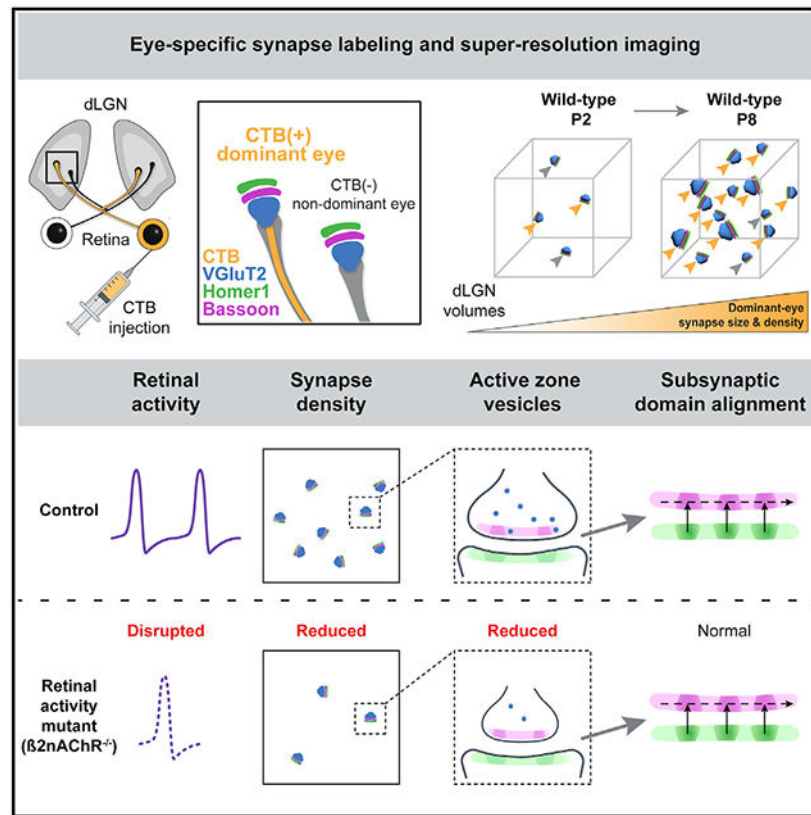 Eye-specific synapse labeling and super-resolution imaging
dLGN
Retina
CTB
injection
CTB(+)
dominant eye
CTB(-)
non-dominant eye
CTB
VGluT2
Homer1
Bassoon
Wild-type
P2
Wild-type
P8
dLGN
volumes
Dominant-eye
synapse size & density
Retinal
activity
Synapse
density
Active zone
vesicles
Subsynaptic
domain alignment
Control
Disrupted
Reduced
Reduced
Normal
Retinal
activity
mutant
(ß2nAChR-/-)